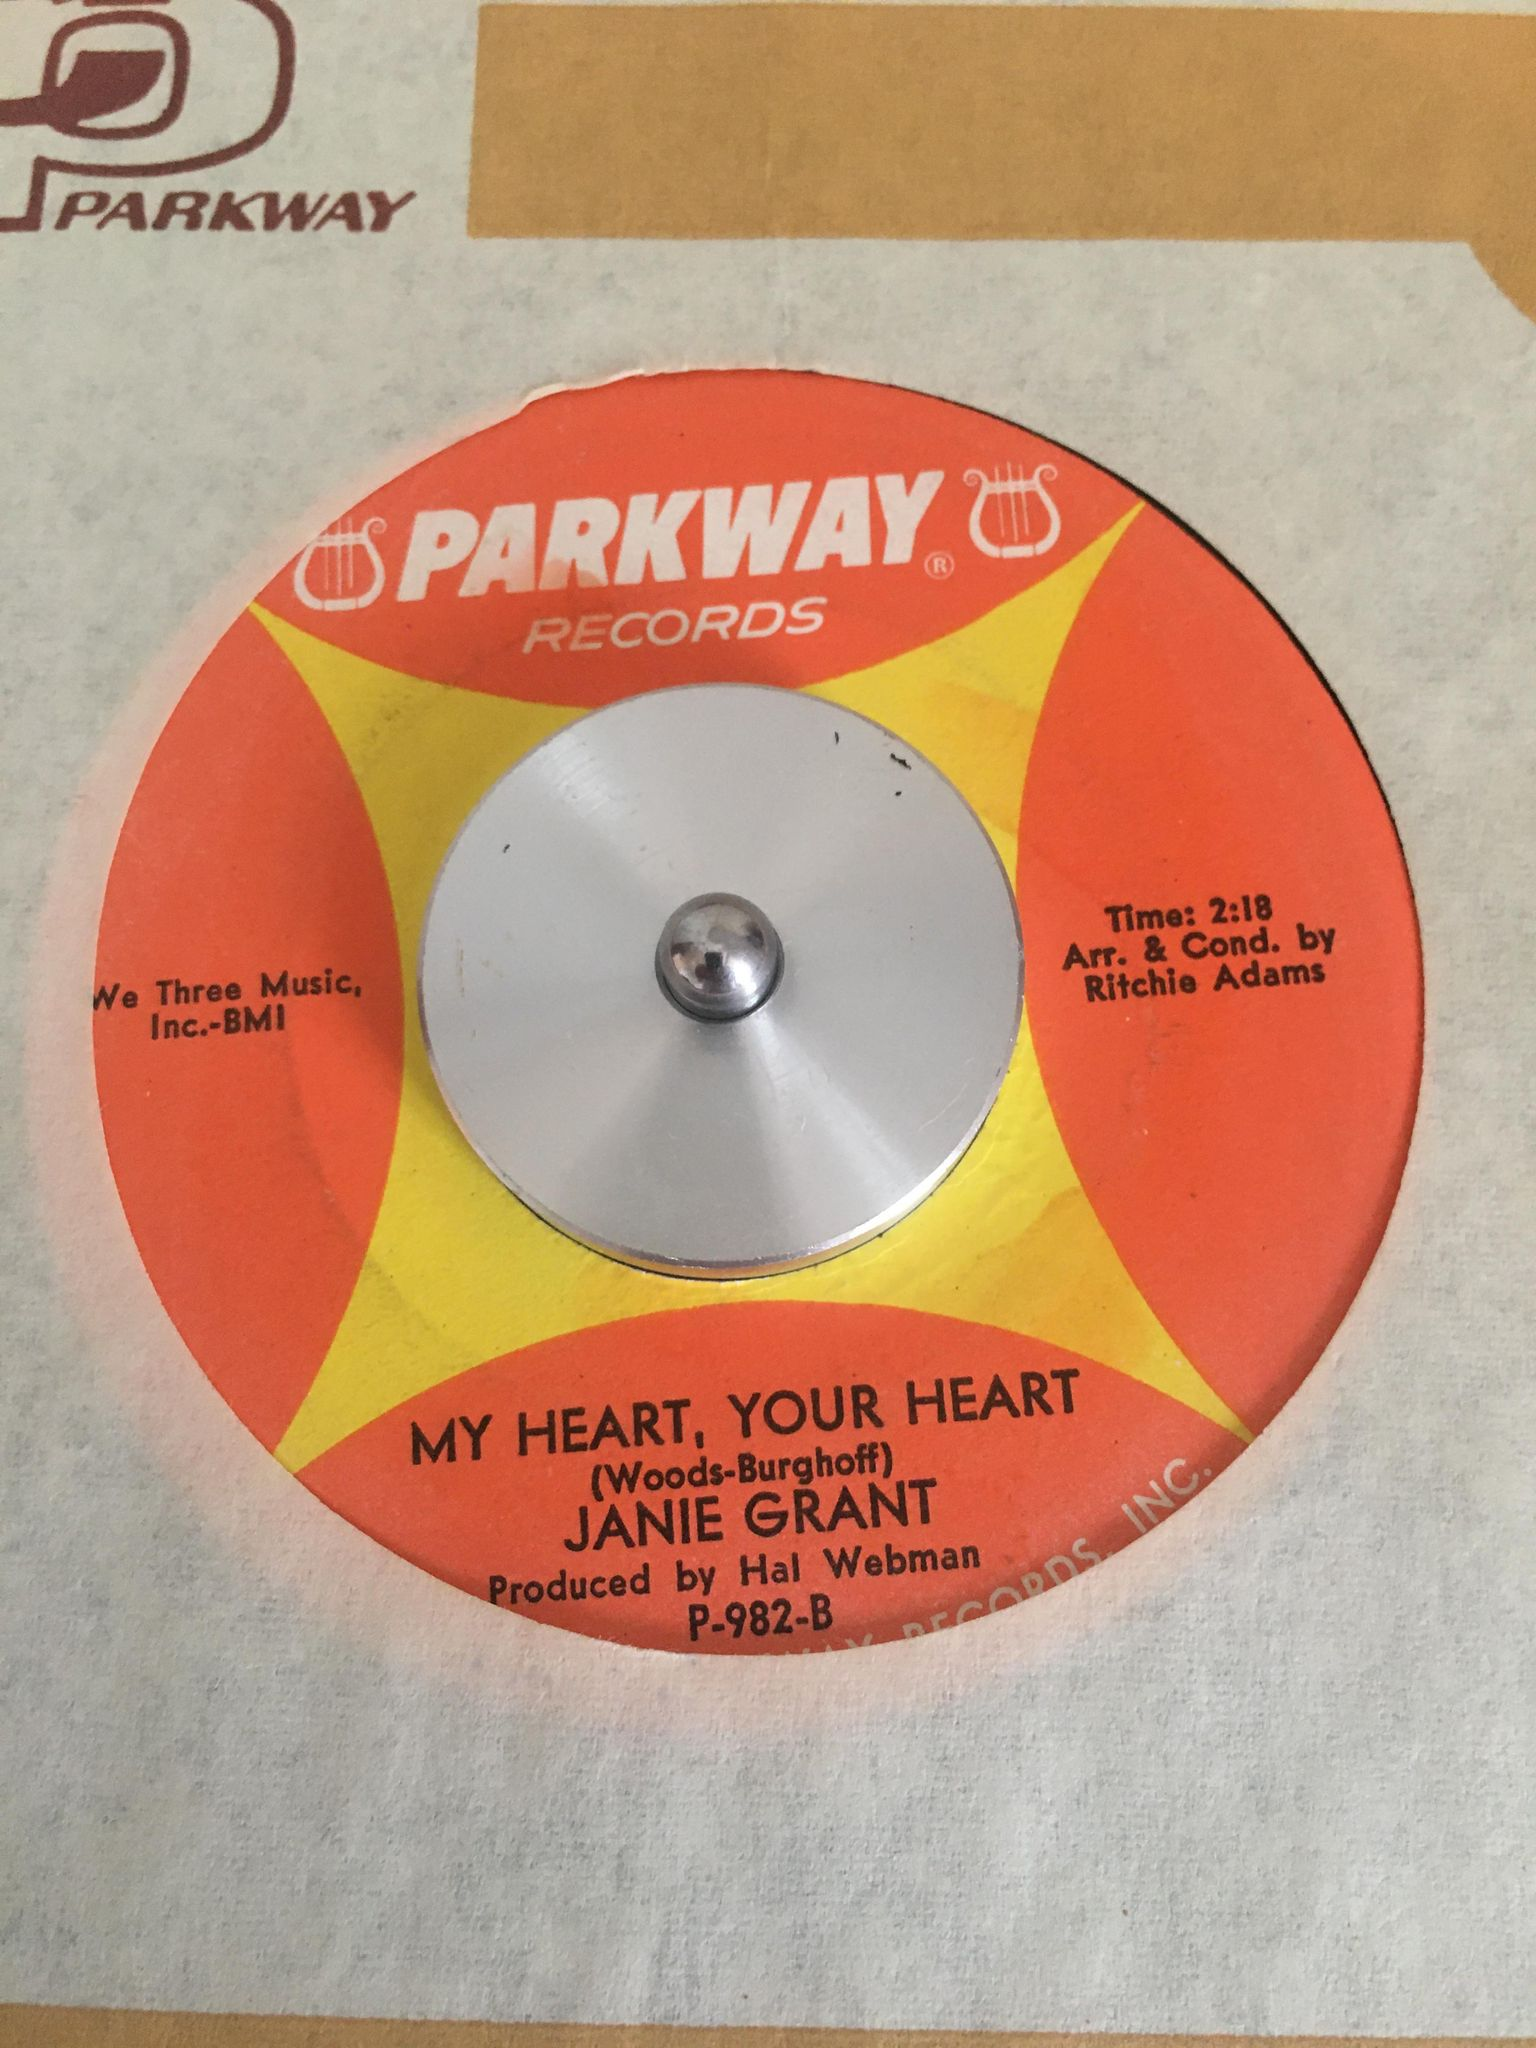 PARKWAY
PARKWAY ®
RECORDS
We Three Music,
Inc.-BMI
Time: 2:18
Arr. & Cond. by
Ritchie Adams
MY HEART, YOUR HEART
(Woods-Burghoff)
JANIE GRANT
Produced by Hal Webman
P-982-B
RECORDS, INC.